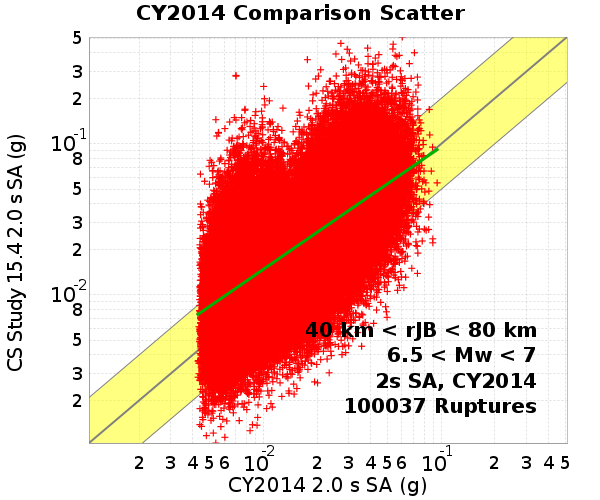 CY2014 Comparison Scatter
5
3
2
10-1
8
5
3
2
10-2
8
5
3
2
CS Study 15.4 2.0 s SA (g)
40 km < rJB < 80 km
6.5 < Mw < 7
2s SA, CY2014
100037 Ruptures
2 3 4 5 6 10-2 2 3 4 5 6 10-1 2 3 4 5
CY2014 2.0 s SA (g)